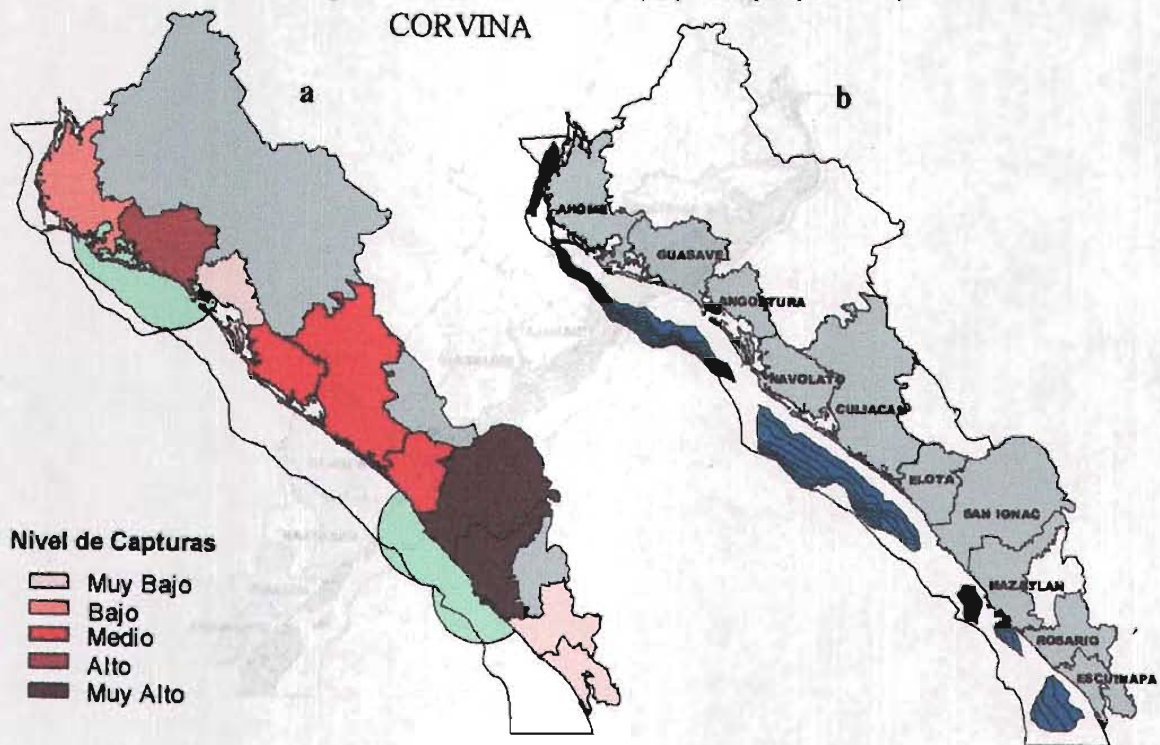 CORVINA
a
b
AHOME
GUASAVE
ANGOSTURA
NAVOLATO
CULIACAN
ELOTA
SAN IGNAC
MAZATLAN
ROSARIO
ESCUINAPA
Nivel de Capturas
Muy Bajo
Bajo
Medio
Alto
Muy Alto